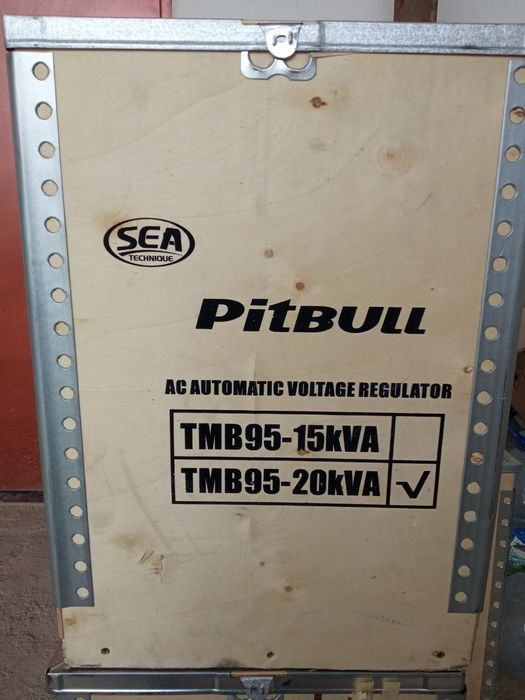 SEA
TECHNIQUE
PitBULL
AC AUTOMATIC VOLTAGE REGULATOR
TMB95-15kVA
TMB95-20kVA √